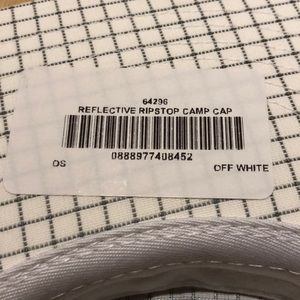 64296
REFLECTIVE RIPSTOP CAMP CAP
0888977408452
OS OFF WHITE